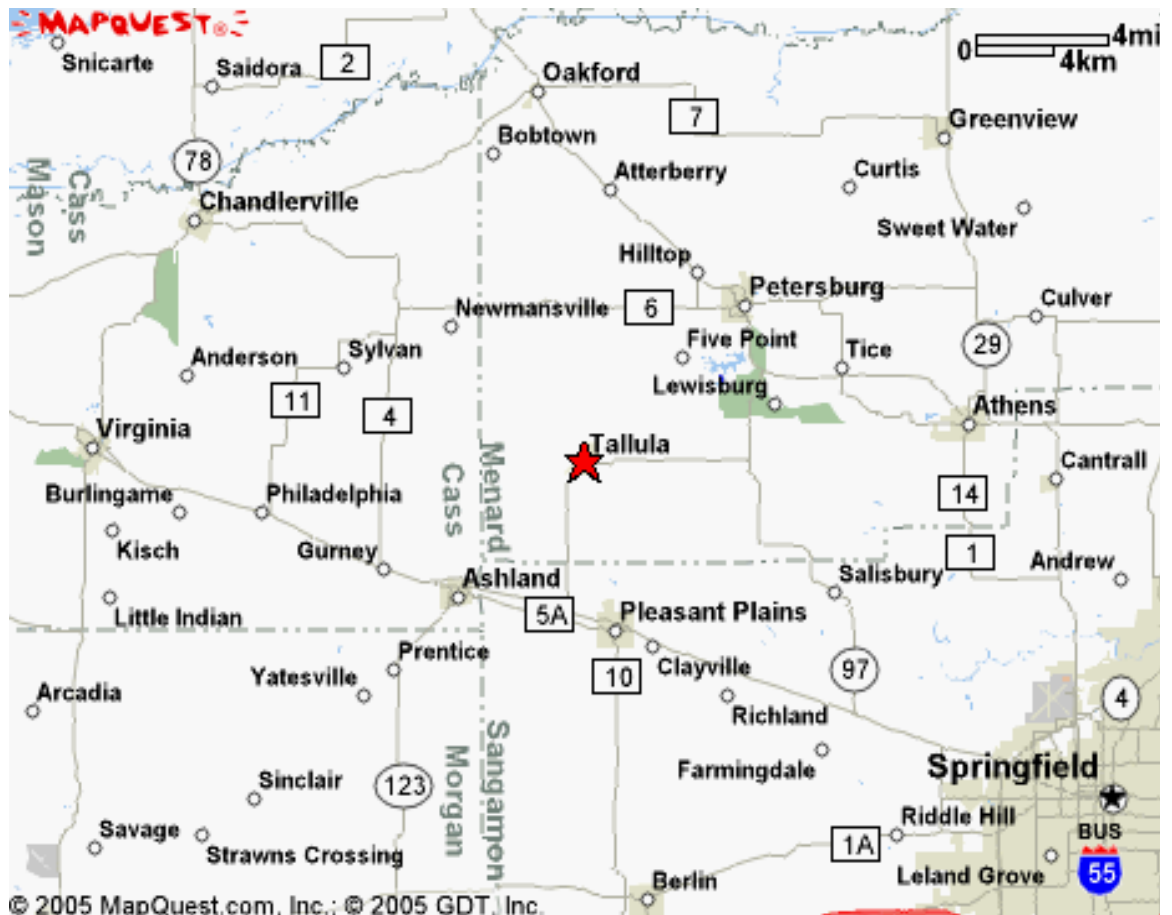 MAPQUEST®
Snicarte
Saidora
2
Oakford
0
4mi
4km
7
Greenview
Bobtown
Atterberry
Curtis
78
Mason
Cass
Chandlerville
Sweet Water
Hilltop
Petersburg
Newmansville
6
Culver
Five Point
Tice
29
Anderson
Sylvan
Lewisburg
11
4
Athens
Virginia
Tallula
Cantrall
Burlingame
Philadelphia
Cass
Menard
14
Kisch
Gurney
1
Andrew
Ashland
Salisbury
Little Indian
5A
Pleasant Plains
Prentice
Clayville
97
Yatesville
10
4
Arcadia
Richland
Morgan
Sangamon
Farmingdale
Springfield
Sinclair
123
Savage
Strawns Crossing
1A
Riddle Hill
BUS
55
Leland Grove
Berlin
© 2005 MapQuest.com, Inc.; © 2005 GDT, Inc.